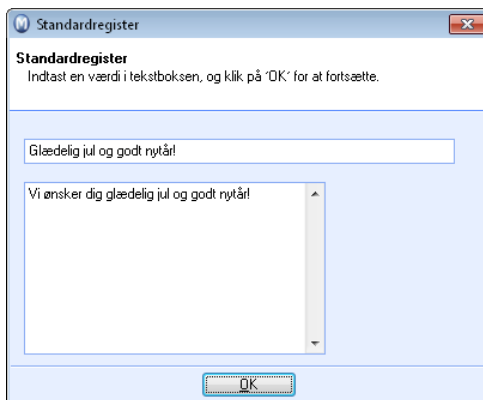 Standardregister
Standardregister
Indtast en værdi i tekstboksen, og klik på 'OK' for at fortsætte.
Glædelig jul og godt nytår!
Vi ønsker dig glædelig jul og godt nytår!
OK